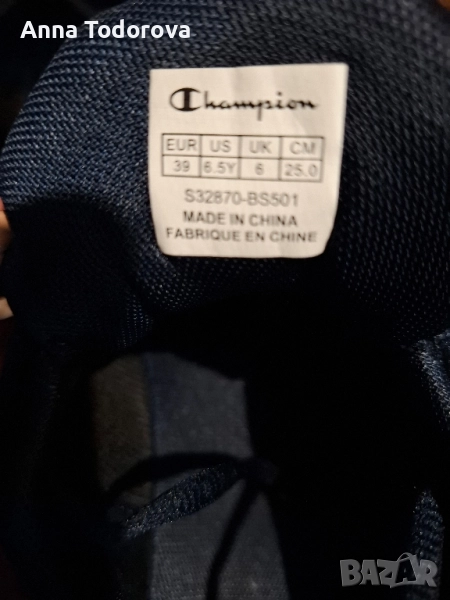 Anna Todorova
Champion
EUR US UK CM
39 6.5Y 6 25.0
S32870-BS501
MADE IN CHINA
FABRIQUE EN CHINE
BAZAR